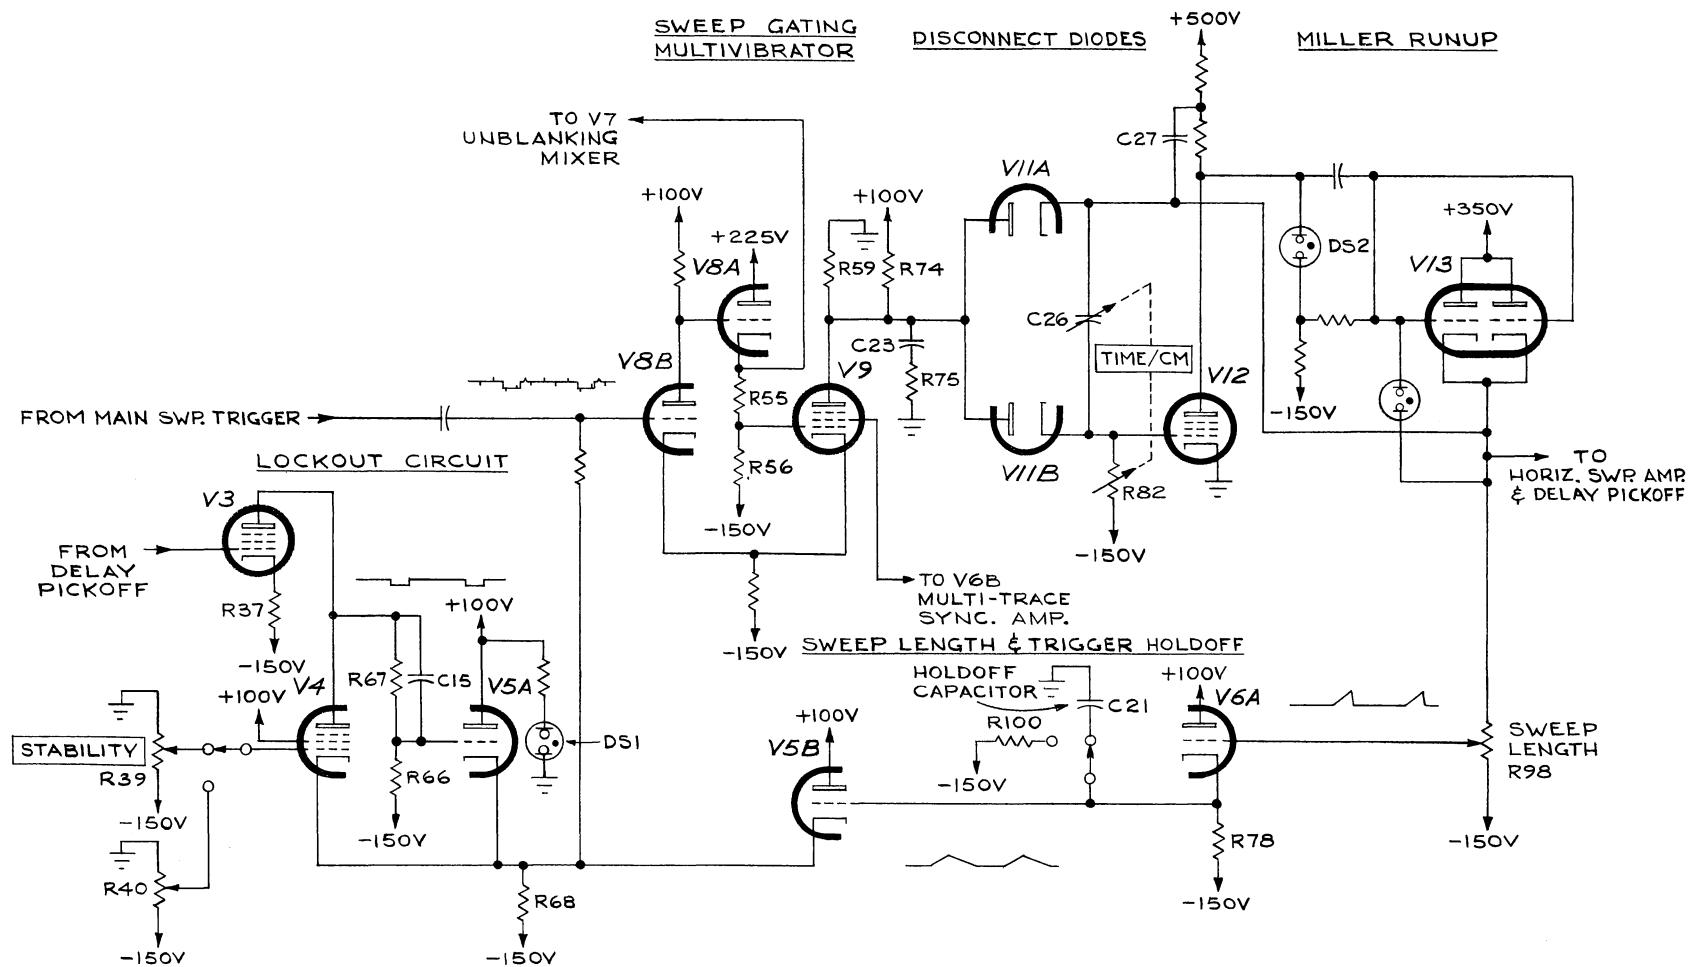 SWEEP GATING
MULTIVIBRATOR
DISCONNECT DIODES
+500V
MILLER RUNUP
TO V7
UNBLANKING
MIXER
C27
V11A
+100V
+100V
+350V
+225V
V8A
R59
R74
DS2
V13
C26
C23
TIME/CM
V8B
V9
R75
V12
R55
-150V
FROM MAIN SWP. TRIGGER
LOCKOUT CIRCUIT
R56
V11B
R82
TO
HORIZ. SWP. AMP.
& DELAY PICKOFF
V3
-150V
-150V
FROM
DELAY
PICKOFF
R37
+100V
TO V6B
MULTI-TRACE
SYNC. AMP.
-150V
-150V
SWEEP LENGTH & TRIGGER HOLDOFF
V4
+100V
R67
C15
V5A
HOLDOFF
CAPACITOR
+100V
V6A
C21
+100V
R100
STABILITY
R39
DS1
V5B
SWEEP
LENGTH
R98
R66
-150V
-150V
-150V
-150V
R78
R40
R68
-150V
-150V
-150V